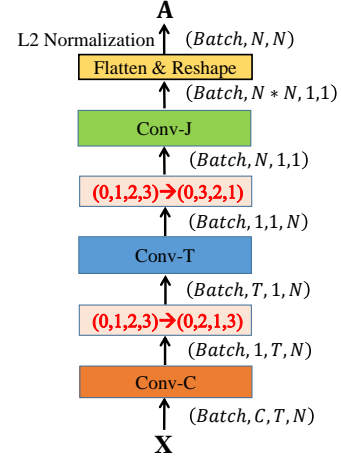 A
L2 Normalization (Batch, N, N)
Flatten & Reshape
(Batch, N * N, 1,1)
Conv-J
(Batch, N, 1,1)
(0,1,2,3)➔(0,3,2,1)
(Batch, 1,1, N)
Conv-T
(Batch, T, 1, N)
(0,1,2,3)➔(0,2,1,3)
(Batch, 1, T, N)
Conv-C
(Batch, C, T, N)
X